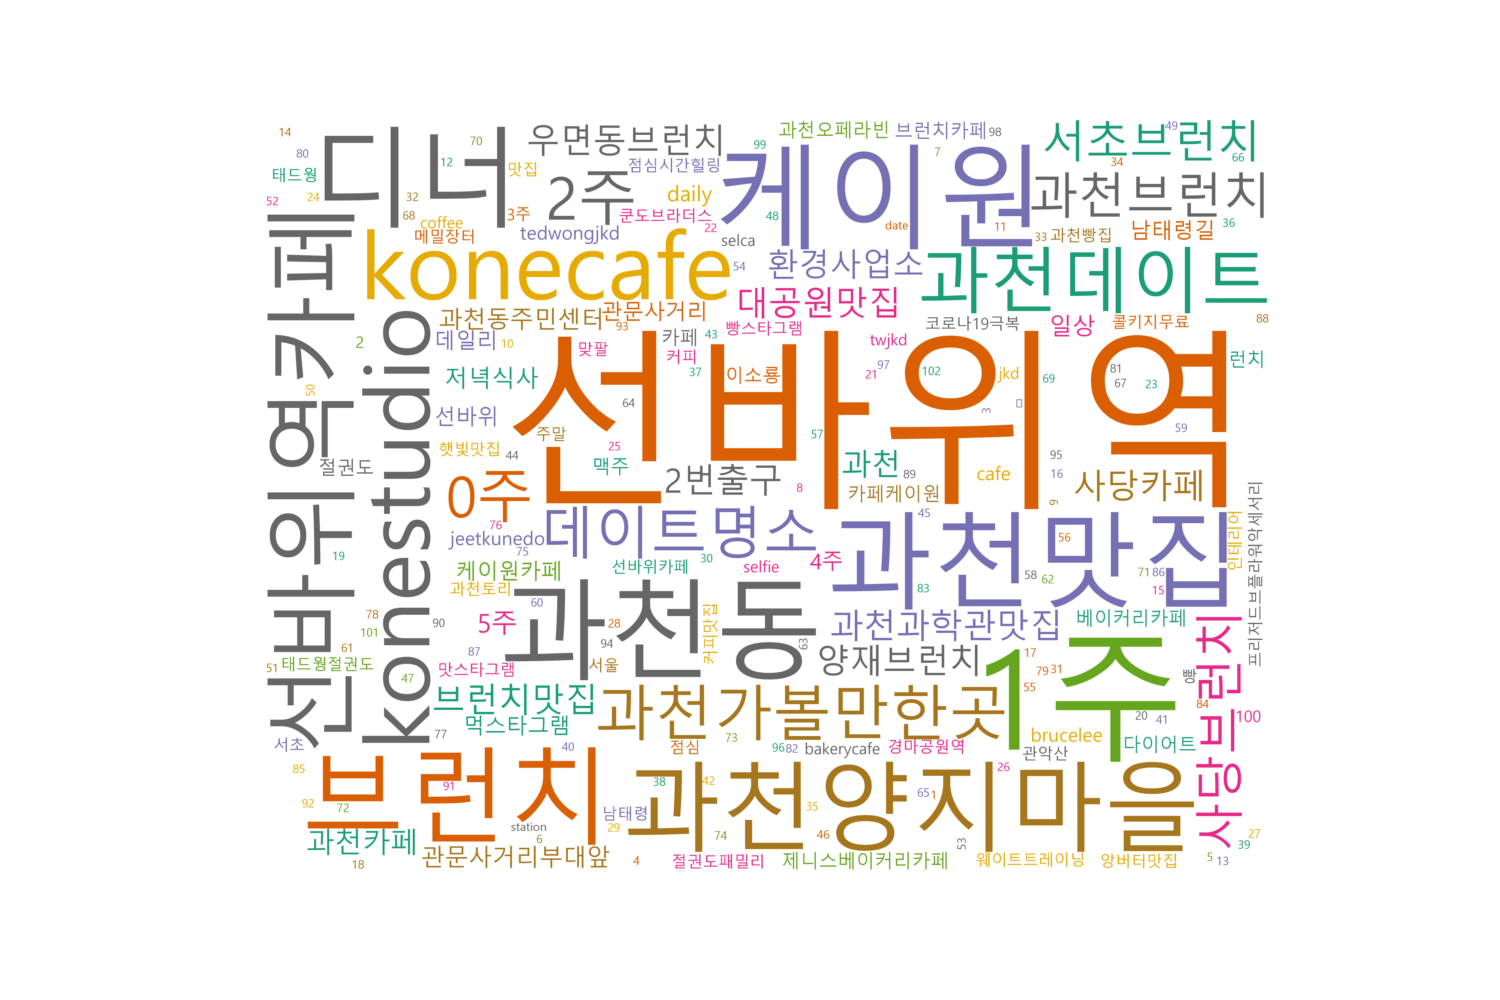 14
70
우면동브런치
과천오페라빈
브런치카페
98
서초브런치
49
80
12
디너
99
7
34
66
태드웡
맛집
점심시간힐링
케이원
과천브런치
52
24
32
2주
daily
68
coffee
3주
쿤도브라더스
48
date
11
36
메밀장터
tedwongjkd
22
selca
33
과천빵집
남태령길
선바위역카페
konecafe
54
환경사업소
과천데이트
konestudio
대공원맛집
과천동주민센터
관문사거리
93
빵스타그램
코로나19극복
일상
콜키지무료
88
2
데일리
10
맞팔
카페
43
twjkd
커피
97
런치
선바위역
저녁식사
37
이소룡
21
102
jkd
69
81
67
23
50
선바위
64
3
59
주말
57
햇빛맛집
44
25
95
절권도
맥주
2번출구
과천
89
cafe
16
사당카페
0주
8
카페케이원
9
프리저드브플라워악세서리
76
데이트명소
45
과천맛집
인테리어
jeetkunedo
75
56
19
케이원카페
선바위카페
30
selfie
4주
58
62
71
86
과천토리
과천동
83
15
78
60
101
90
5주
28
커피맛집
과천과학관맛집
베이커리카페
61
94
63
51
태드웡절권도
87
맛스타그램
서울
양재브런치
17
1주
사당브런치
47
79
31
빵
브런치맛집
과천가볼만한곳
55
84
먹스타그램
20
41
100
77
73
brucelee
서초
40
점심
96
82
bakerycafe
경마공원역
관악산
다이어트
85
브런치
과천양지마을
26
91
38
42
92
72
35
65
1
남태령
station
29
과천카페
6
74
46
53
27
39
18
관문사거리부대앞
4
절권도패밀리
제니스베이커리카페
웨이트트레이닝
앙버터맛집
5
13